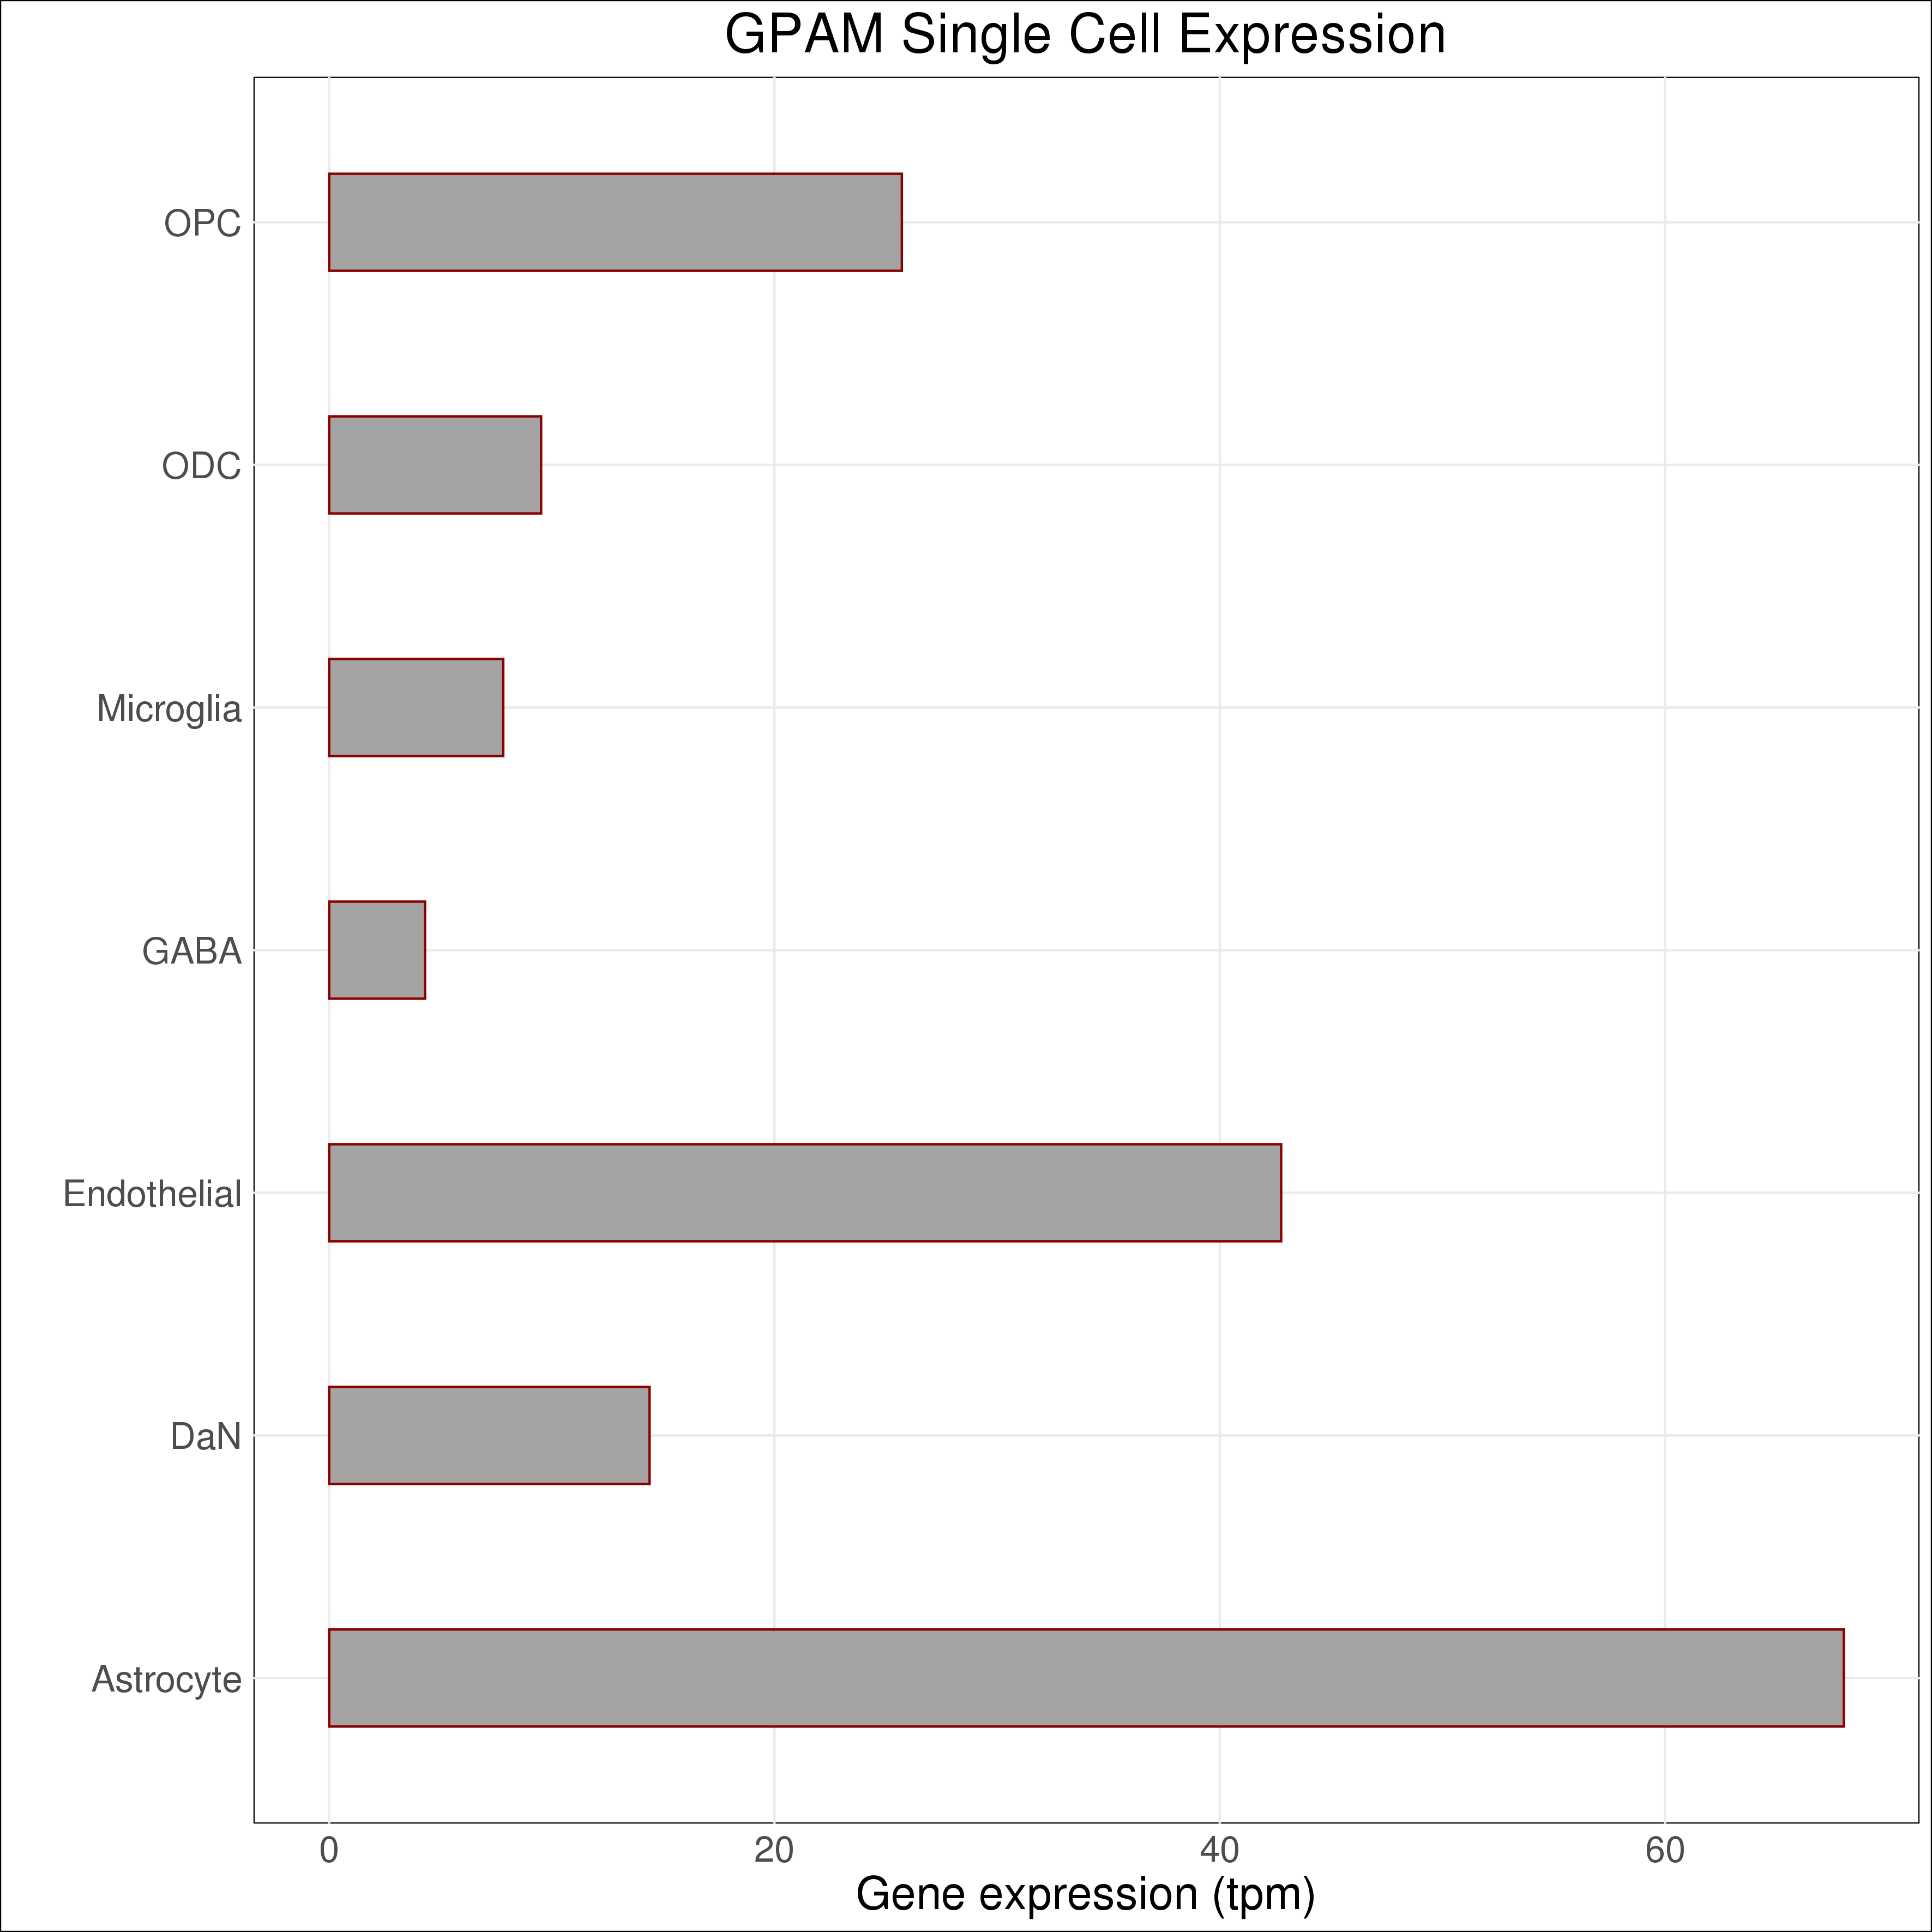 GPAM Single Cell Expression
OPC
ODC
Microglia
GABA
Endothelial
DaN
Astrocyte
0 20 40 60
Gene expression (tpm)